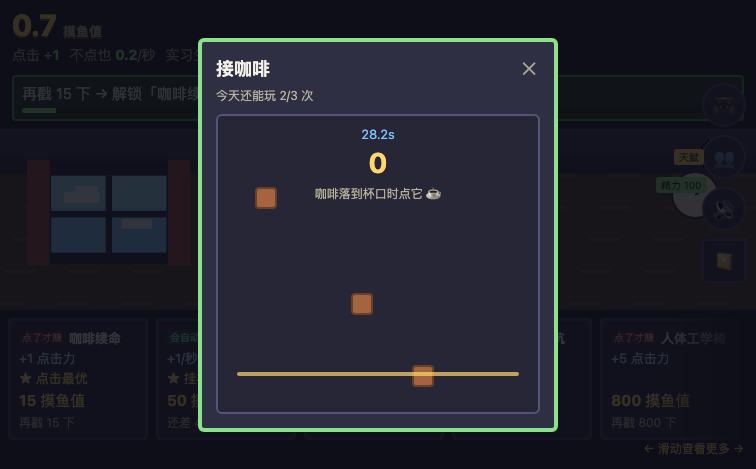 0.7 摸鱼值
点击 +1 不点也 0.2/秒 实习
再戳 15 下 → 解锁「咖啡续
接咖啡
今天还能玩 2/3 次
28.2s
0
咖啡落到杯口时点它 ☕
天赋
精力 100
点了才赚 咖啡续命
+1 点击力
★ 点击最优
15 摸鱼值
再戳 15 下
会自动
+1/秒
★ 挂
50
还差
点了才赚 人体工学椅
+5 点击力
800 摸鱼值
再戳 800 下
← 滑动查看更多 →